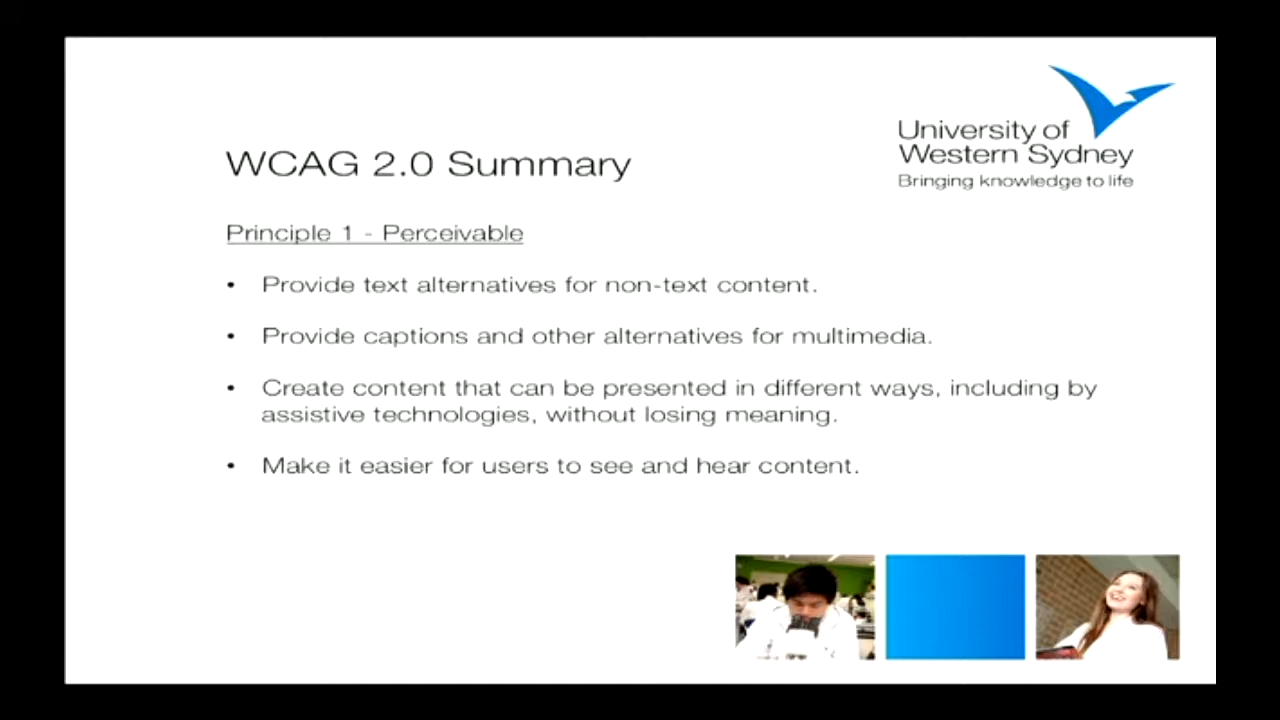 University of
Western Sydney
Bringing knowledge to life
WCAG 2.0 Summary
Principle 1 - Perceivable
• Provide text alternatives for non-text content.
• Provide captions and other alternatives for multimedia.
• Create content that can be presented in different ways, including by
assistive technologies, without losing meaning.
• Make it easier for users to see and hear content.